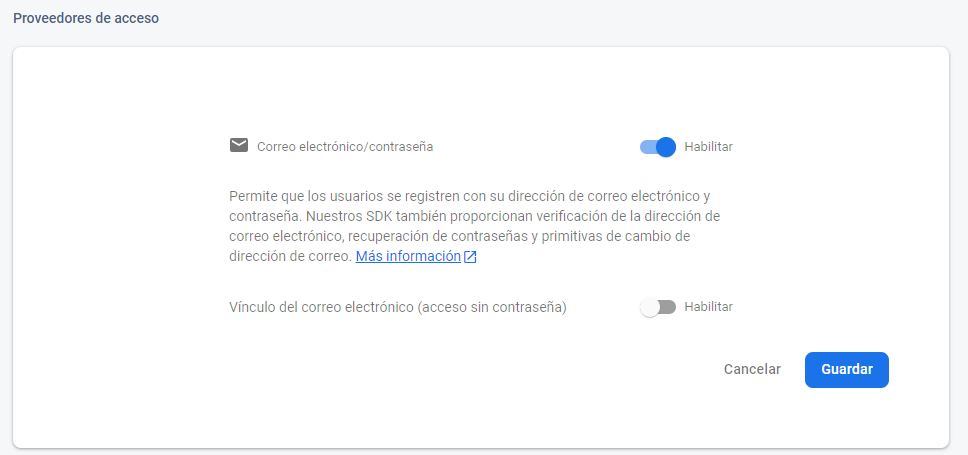 Proveedores de acceso
Correo electrónico/contraseña
Habilitar
Permite que los usuarios se registren con su dirección de correo electrónico y
contraseña. Nuestros SDK también proporcionan verificación de la dirección de
correo electrónico, recuperación de contraseñas y primitivas de cambio de
dirección de correo. Más información
Vínculo del correo electrónico (acceso sin contraseña)
Habilitar
Cancelar
Guardar